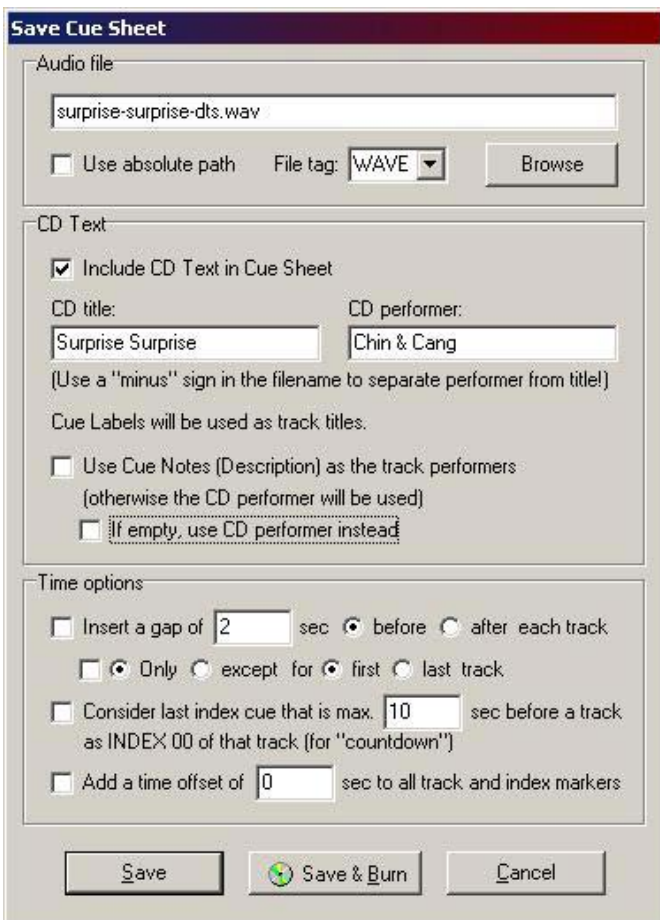 Save Cue Sheet
Audio file
surprise-surprise-dts.wav
Use absolute path File tag: WAVE Browse
CD Text
Include CD Text in Cue Sheet
CD title: CD performer:
Surprise Surprise Chin & Cang
(Use a "minus" sign in the filename to separate performer from title!)
Cue Labels will be used as track titles.
Use Cue Notes (Description) as the track performers
(otherwise the CD performer will be used)
If empty, use CD performer instead
Time options
Insert a gap of 2 sec before after each track
Only except for first last track
Consider last index cue that is max. 10 sec before a track
as INDEX 00 of that track (for "countdown")
Add a time offset of 0 sec to all track and index markers
Save Save & Burn Cancel